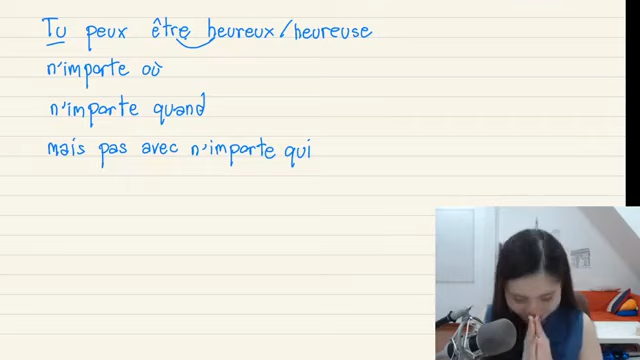 Tu peux être heureux/heureuse
n'importe où
n'importe quand
mais pas avec n'importe qui